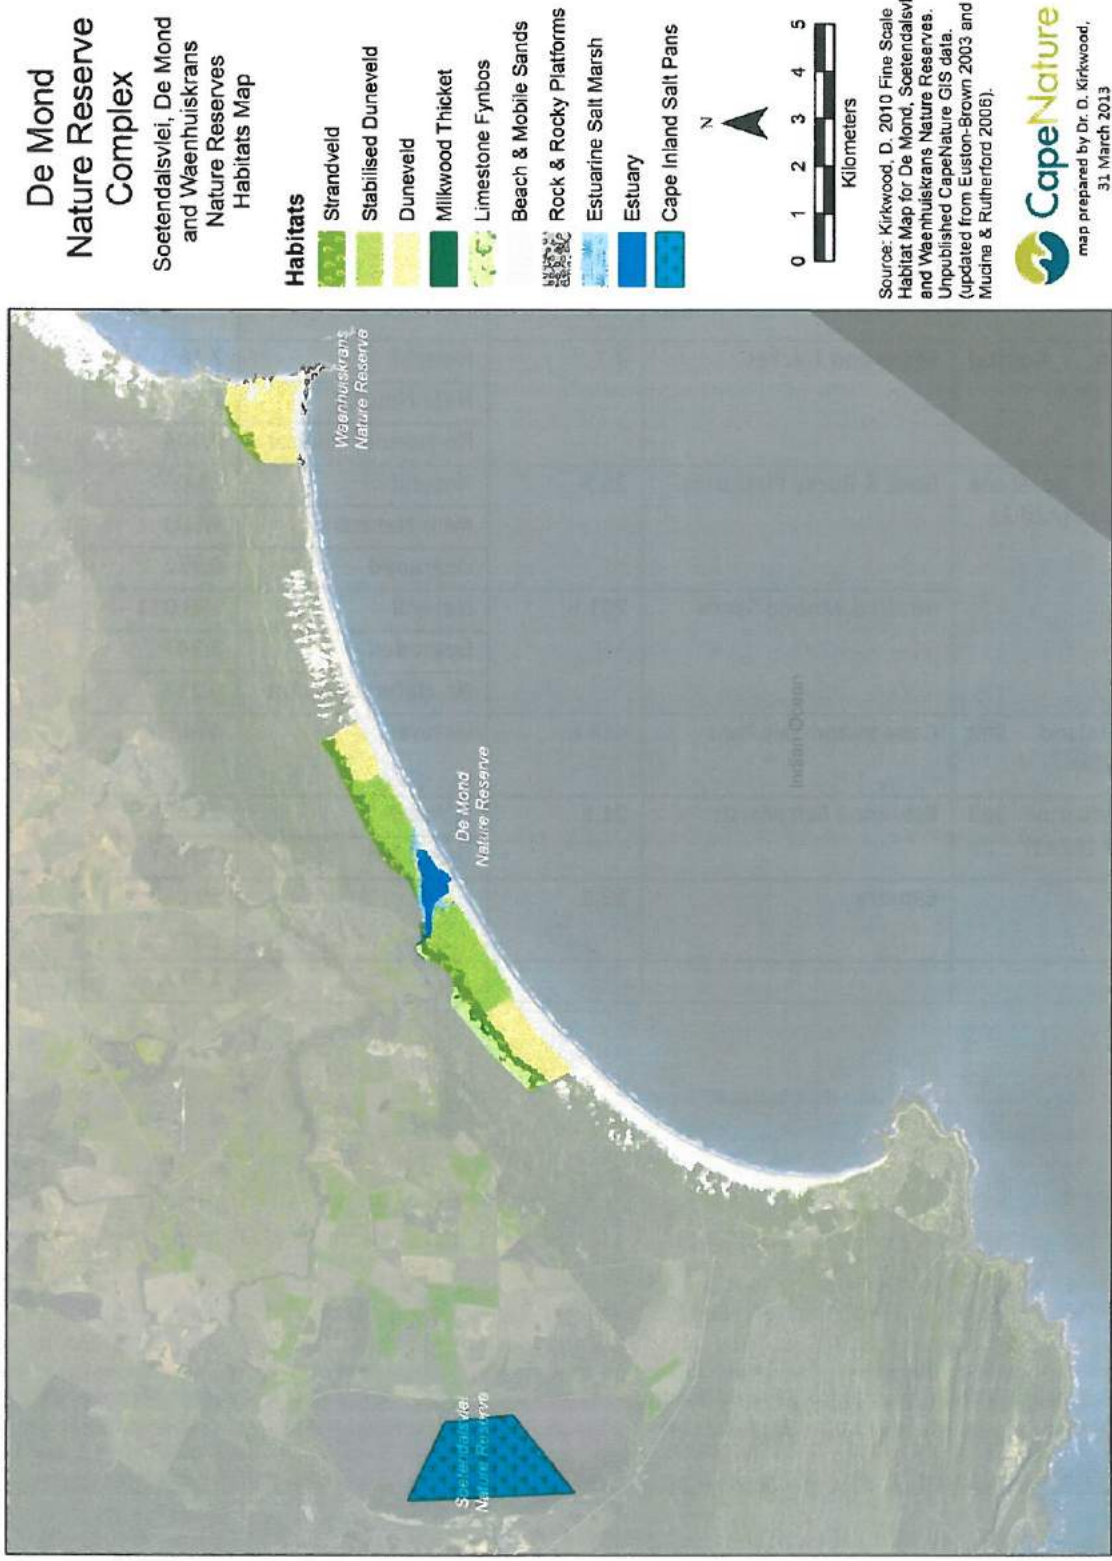 De Mond
Nature Reserve
Complex
Soetendalsvlei, De Mond
and Waenhuiskrans
Nature Reserves
Habitats Map
Habitats
Strandveld
Stabilised Duneveld
Duneveld
Milkwood Thicket
Limestone Fynbos
Beach & Mobile Sands
Rock & Rocky Platforms
Estuarine Salt Marsh
Estuary
Cape Inland Salt Pans
N
0 1 2 3 4 5
Kilometers
Source: Kirkwood, D. 2010 Fine Scale
Habitat Map for De Mond, Soetendalsvl
and Waenhuiskrans Nature Reserves.
Unpublished CapeNature GIS data.
(updated from Euston-Brown 2003 and
Mucina & Rutherford 2006).
CapeNature
map prepared by Dr. D. Kirkwood,
31 March 2013
Waenhuiskrans
Nature Reserve
De Mond
Nature Reserve
Indian Ocean
Soetendalsvlei
Nature Reserve